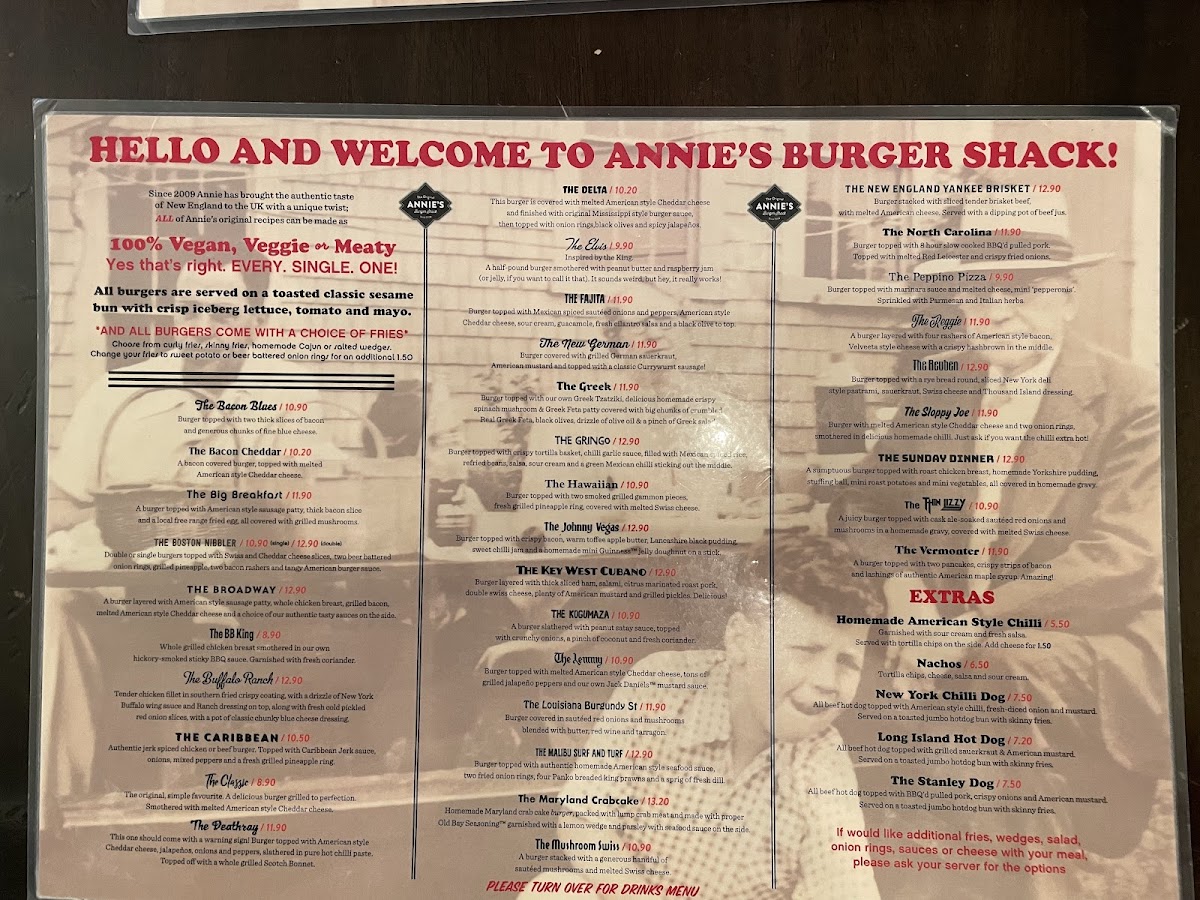 HELLO AND WELCOME TO ANNIE'S BURGER SHACK!
Since 2009 Annie has brought the authentic taste
of New England to the UK with a unique twist;
ALL of Annie's original recipes can be made as
100% Vegan, Veggie or Meaty
Yes that's right. EVERY. SINGLE. ONE!
All burgers are served on a toasted classic sesame
bun with crisp iceberg lettuce, tomato and mayo.
*AND ALL BURGERS COME WITH A CHOICE OF FRIES*
Choose from curly fries, skinny fries, homemade Cajun or salted wedges.
Change your fries to sweet potato or beer battered onion rings for an additional 1.50
The Bacon Blues / 10.90
Burger topped with two thick slices of bacon
and generous chunks of fine blue cheese.
The Bacon Cheddar / 10.20
A bacon covered burger, topped with melted
American style Cheddar cheese.
The Big Breakfast / 11.90
A burger topped with American style sausage patty, thick bacon slice
and a local free range fried egg, all covered with grilled mushrooms.
THE BOSTON NIBBLER / 10.90 (single) / 12.90 (double)
Double or single burgers topped with Swiss and Cheddar cheese slices, two beer battered
onion rings, grilled pineapple, two bacon rashers and tangy American burger sauce.
THE BROADWAY / 12.90
A burger layered with American style sausage patty, whole chicken breast, grilled bacon,
melted American style Cheddar cheese and a choice of our authentic tasty sauces on the side.
The BB King / 8.90
Whole grilled chicken breast smothered in our own
hickory-smoked sticky BBQ sauce. Garnished with fresh coriander.
The Buffalo Ranch / 12.90
Tender chicken fillet in southern fried crispy coating, with a drizzle of New York
Buffalo wing sauce and Ranch dressing on top, along with fresh cold pickled
red onion slices, with a pot of classic chunky blue cheese dressing.
THE CARIBBEAN / 10.50
Authentic jerk spiced chicken or beef burger. Topped with Caribbean Jerk sauce,
onions, mixed peppers and a fresh grilled pineapple ring.
The Classic / 8.90
The original, simple favourite. A delicious burger grilled to perfection.
Smothered with melted American style Cheddar cheese.
The Deathray / 11.90
This one should come with a warning sign! Burger topped with American style
Cheddar cheese, jalapeños, onions and peppers, slathered in pure hot chilli paste.
Topped off with a whole grilled Scotch Bonnet.
ANNIE'S
Burger Shack
THE DELTA / 10.20
This burger is covered with melted American style Cheddar cheese
and finished with original Mississippi style burger sauce,
then topped with onion rings, black olives and spicy jalapeños.
The Elvis / 9.90
Inspired by the King.
A half-pound burger smothered with peanut butter and raspberry jam
(or jelly, if you want to call it that). It sounds weird, but hey, it really works!
THE FAJITA / 11.90
Burger topped with Mexican spiced sautéed onions and peppers, American style
Cheddar cheese, sour cream, guacamole, fresh cilantro salsa and a black olive to top.
The New German / 11.90
Burger covered with grilled German sauerkraut,
American mustard and topped with a classic Currywurst sausage!
The Greek / 11.90
Burger topped with our own Greek Tzatziki, delicious homemade crispy
spinach mushroom & Greek Feta patty covered with big chunks of crumbled
Real Greek Feta, black olives, drizzle of olive oil & a pinch of Greek salad
THE GRINGO / 12.90
Burger topped with crispy tortilla basket, chilli garlic sauce, filled with Mexican fried rice,
refried beans, salsa, sour cream and a green Mexican chilli sticking out the middle.
The Hawaiian / 10.90
Burger topped with two smoked grilled gammon pieces,
fresh grilled pineapple ring, covered with melted Swiss cheese.
The Johnny Vegas / 12.90
Burger topped with crispy bacon, warm toffee apple butter, Lancashire black pudding,
sweet chilli jam and a homemade mini Guinness™ jelly doughnut on a stick.
THE KEY WEST CUBANO / 12.90
Burger layered with thick sliced ham, salami, citrus marinated roast pork,
double swiss cheese, plenty of American mustard and grilled pickles. Delicious!
THE KOGUMAZA / 10.90
A burger slathered with peanut satay sauce, topped
with crunchy onions, a pinch of coconut and fresh coriander.
The Lemmy / 10.90
Burger topped with melted American style Cheddar cheese, tons of
grilled jalapeño peppers and our own Jack Daniels™ mustard sauce.
The Louisiana Burgundy St / 11.90
Burger covered in sautéed red onions and mushrooms
blended with butter, red wine and tarragon.
THE MALIBU SURF AND TURF / 12.90
Burger topped with authentic homemade American style seafood sauce,
two fried onion rings, four Panko breaded king prawns and a sprig of fresh dill.
The Maryland Crabcake / 13.20
Homemade Maryland crab cake burger, packed with lump crab meat and made with proper
Old Bay Seasoning™ garnished with a lemon wedge and parsley with seafood sauce on the side.
The Mushroom Swiss / 10.90
A burger stacked with a generous handful of
sautéed mushrooms and melted Swiss cheese.
PLEASE TURN OVER FOR DRINKS MENU
ANNIE'S
Burger Shack
THE NEW ENGLAND YANKEE BRISKET / 12.90
Burger stacked with sliced tender brisket beef,
with melted American cheese. Served with a dipping pot of beef jus.
The North Carolina / 11.90
Burger topped with 8 hour slow cooked BBQ'd pulled pork.
Topped with melted Red Leicester and crispy fried onions.
The Peppino Pizza / 9.90
Burger topped with marinara sauce and melted cheese, mini 'pepperonis'.
Sprinkled with Parmesan and Italian herbs.
The Reggie / 11.90
A burger layered with four rashers of American style bacon,
Velveeta style cheese with a crispy hashbrown in the middle.
The Reuben / 12.90
Burger topped with a rye bread round, sliced New York deli
style pastrami, sauerkraut, Swiss cheese and Thousand Island dressing.
The Sloppy Joe / 11.90
Burger with melted American style Cheddar cheese and two onion rings,
smothered in delicious homemade chilli. Just ask if you want the chilli extra hot!
THE SUNDAY DINNER / 12.90
A sumptuous burger topped with roast chicken breast, homemade Yorkshire pudding,
stuffing ball, mini roast potatoes and mini vegetables, all covered in homemade gravy.
The THIN LIZZY / 10.90
A juicy burger topped with cask ale-soaked sautéed red onions and
mushrooms in a homemade gravy, covered with melted Swiss cheese.
The Vermonter / 11.90
A burger topped with two pancakes, crispy strips of bacon
and lashings of authentic American maple syrup. Amazing!
EXTRAS
Homemade American Style Chilli / 5.50
Garnished with sour cream and fresh salsa.
Served with tortilla chips on the side. Add cheese for 1.50
Nachos / 6.50
Tortilla chips, cheese, salsa and sour cream.
New York Chilli Dog / 7.50
All beef hot dog topped with American style chilli, fresh-diced onion and mustard.
Served on a toasted jumbo hotdog bun with skinny fries.
Long Island Hot Dog / 7.20
All beef hot dog topped with grilled sauerkraut & American mustard.
Served on a toasted jumbo hotdog bun with skinny fries.
The Stanley Dog / 7.50
All beef hot dog topped with BBQ'd pulled pork, crispy onions and American mustard.
Served on a toasted jumbo hotdog bun with skinny fries.
If would like additional fries, wedges, salad,
onion rings, sauces or cheese with your meal,
please ask your server for the options